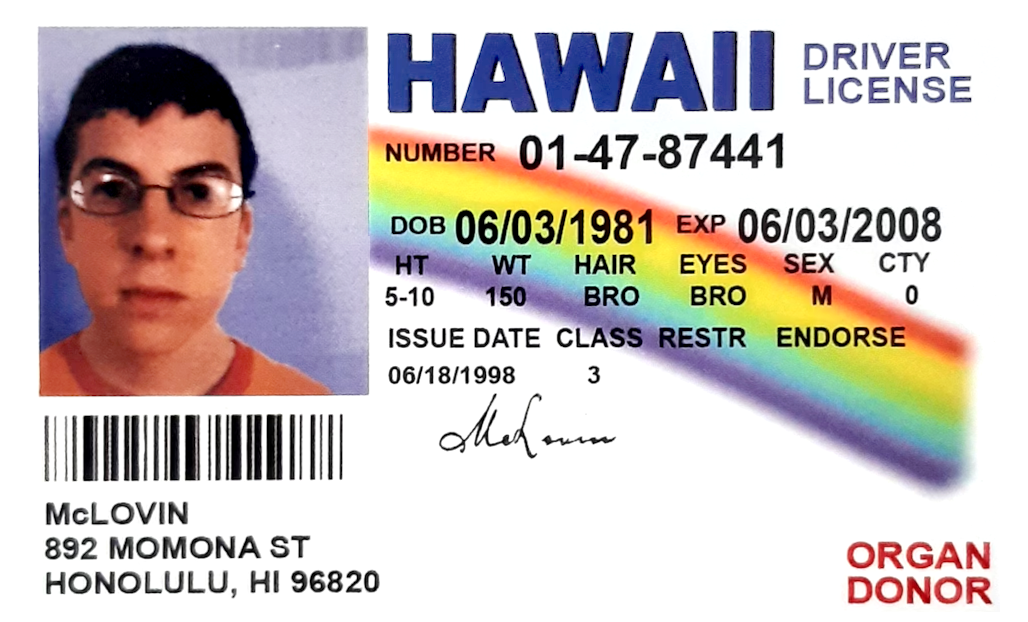 HAWAII
DRIVER
LICENSE
NUMBER 01-47-87441
DOB 06/03/1981 EXP 06/03/2008
HT WT HAIR EYES SEX CTY
5-10 150 BRO BRO M 0
ISSUE DATE CLASS RESTR ENDORSE
06/18/1998 3
McLovin
McLOVIN
892 MOMONA ST
HONOLULU, HI 96820
ORGAN
DONOR